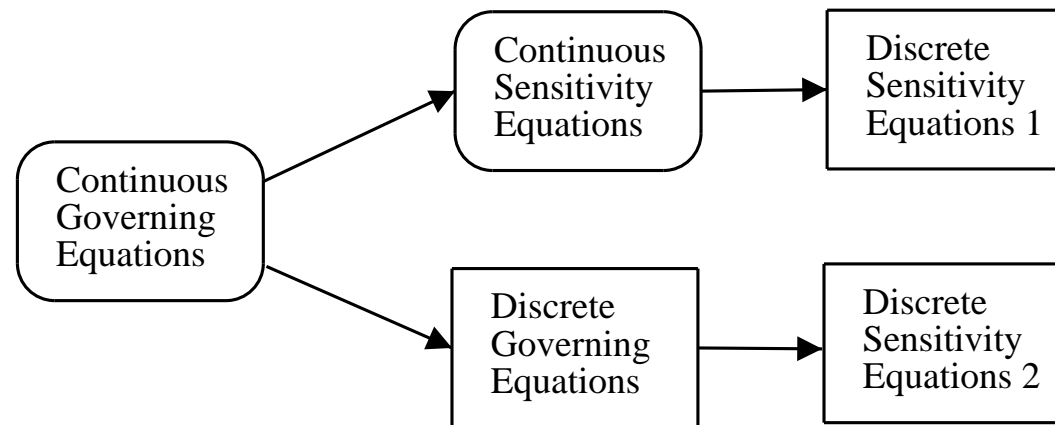 Continuous
Governing
Equations
Continuous
Sensitivity
Equations
Discrete
Sensitivity
Equations 1
Discrete
Governing
Equations
Discrete
Sensitivity
Equations 2